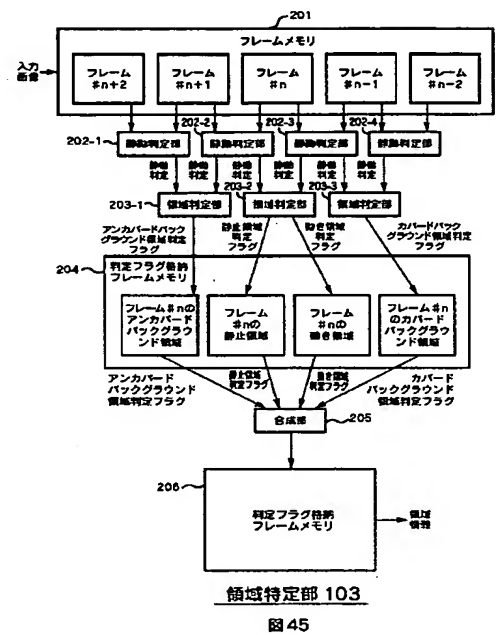 201
フレームメモリ
入力
画像
フレーム
#n+2
フレーム
#n+1
フレーム
#n
フレーム
#n-1
フレーム
#n-2
202-1
202-2
202-3
202-4
静動判定部
静動判定部
静動判定部
静動判定部
静動
判定
静動
判定
静動
判定
静動
判定
静動
判定
静動
判定
203-1
203-2
203-3
領域判定部
領域判定部
領域判定部
アンカバードバック
グラウンド領域判定
フラグ
静止領域
判定
フラグ
動き領域
判定
フラグ
カバードバック
グラウンド領域判定
フラグ
204
判定フラグ格納
フレームメモリ
フレーム#nの
アンカバード
バックグラウ
ンド領域
フレーム
#nの
静止領域
フレーム
#nの
動き領域
フレーム#n
のカバード
バックグラウ
ンド領域
アンカバード
バックグラウンド
領域判定フラグ
静止領域
判定フラグ
動き領域
判定フラグ
カバード
バックグラウンド
領域判定フラグ
合成部
205
206
判定フラグ格納
フレームメモリ
領域
情報
領域特定部 103
図45